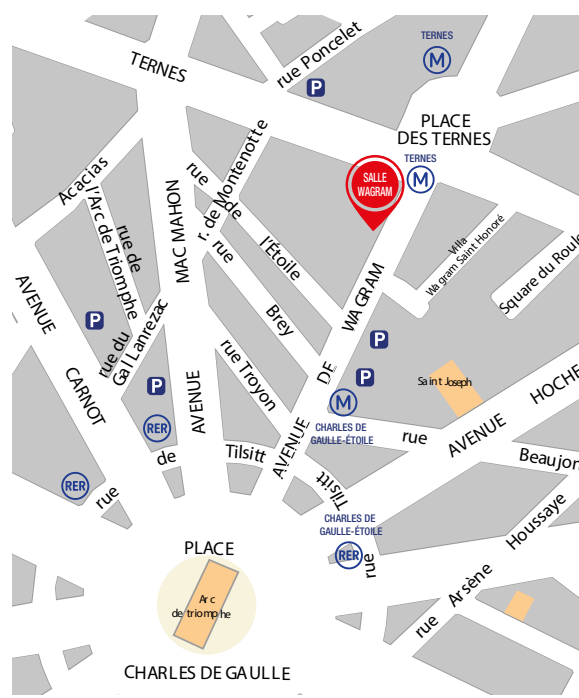 TERNES
rue Poncelet
P
TERNES
M
PLACE
DES TERNES
TERNES
M
SALLE
WAGRAM
Acacias
rue de
l'Arc de Triomphe
MAC MAHON
AVENUE
r. de Montenotte
rue de
l'Étoile
rue Brey
rue Troyon
AVENUE DE WAGRAM
Villa
Wagram Saint Honoré
Square du Roule
AVENUE CARNOT
P
rue du
Gal Lanrezac
P
P
P
Saint Joseph
M
CHARLES DE
GAULLE-ÉTOILE
AVENUE HOCHE
rue
Beaujon
RER
RER
rue de Tilsitt
Tilsitt
rue
CHARLES DE
GAULLE-ÉTOILE
RER
Houssaye
rue Arsène
PLACE
Arc
de triomphe
CHARLES DE GAULLE